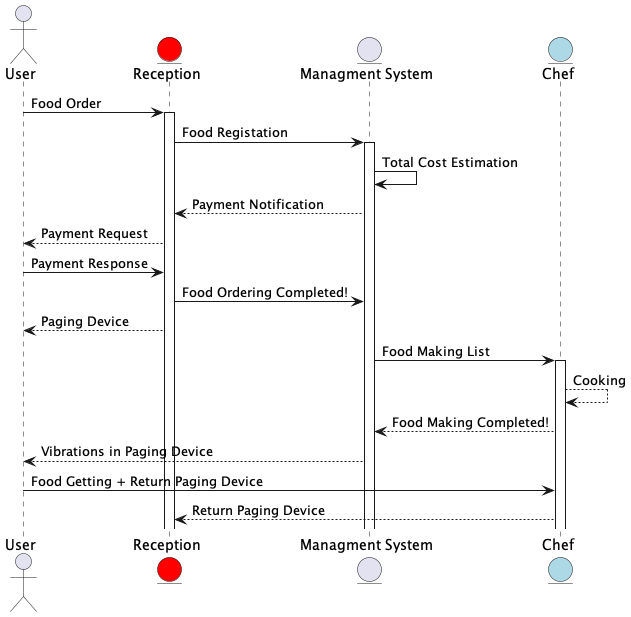 User
Reception
Managment System
Chef
Food Order
Food Registation
Total Cost Estimation
Payment Notification
Payment Request
Payment Response
Food Ordering Completed!
Paging Device
Food Making List
Cooking
Food Making Completed!
Vibrations in Paging Device
Food Getting + Return Paging Device
Return Paging Device
User
Reception
Managment System
Chef